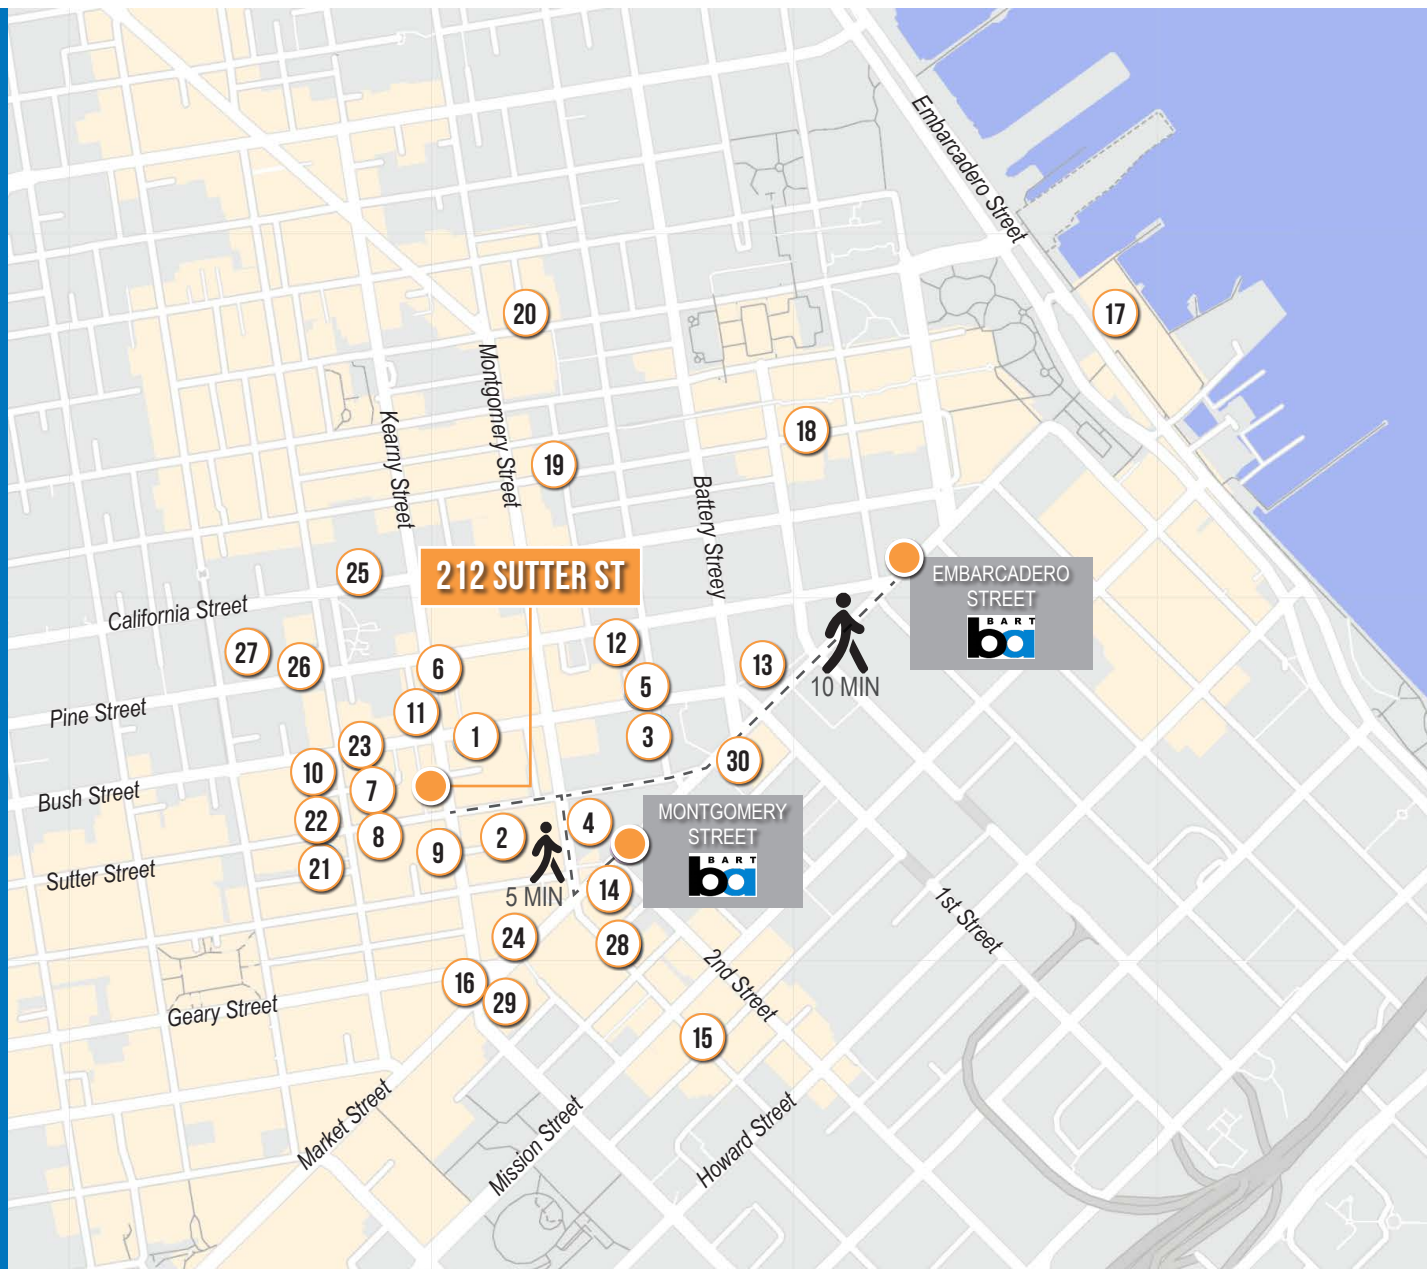 Embarcadero Street
20
17
Montgomery Street
Kearny Street
18
19
Battery Streey
25
212 SUTTER ST
EMBARCADERO
STREET
BART
ba
California Street
12
27
26
6
13
5
10 MIN
Pine Street
11
1
3
23
30
10
7
Bush Street
MONTGOMERY
STREET
BART
ba
22
4
8
2
9
21
Sutter Street
5 MIN
14
1st Street
24
28
2nd Street
16
29
Geary Street
15
Market Street
Mission Street
Howard Street